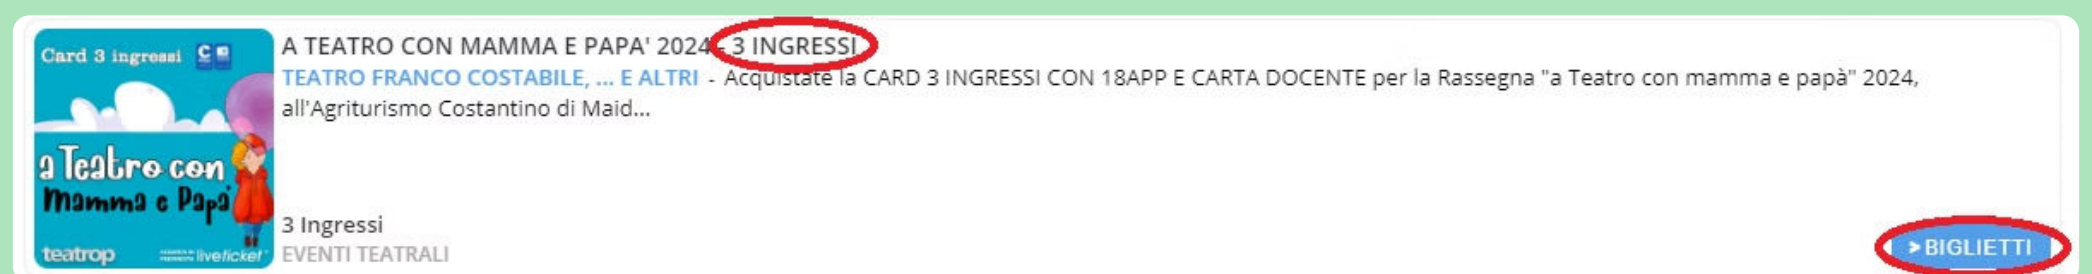 Card 3 ingressi
a Teatro con
Mamma e Papà
teatrop
liveticket
A TEATRO CON MAMMA E PAPA' 2024 - 3 INGRESSI
TEATRO FRANCO COSTABILE, ... E ALTRI - Acquistate la CARD 3 INGRESSI CON 18APP E CARTA DOCENTE per la Rassegna "a Teatro con mamma e papà" 2024,
all'Agriturismo Costantino di Maid...
3 Ingressi
EVENTI TEATRALI
>BIGLIETTI